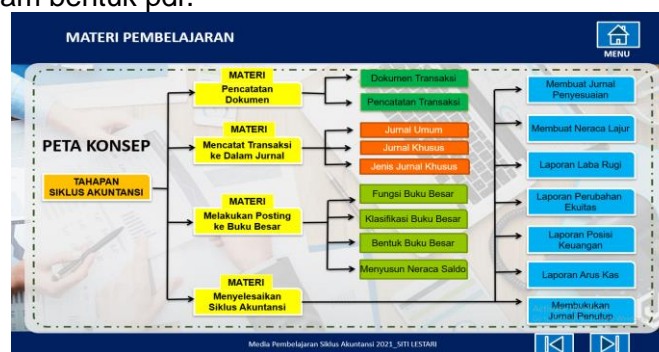 am bentuk pdf.
MATERI PEMBELAJARAN
MENU
PETA KONSEP
TAHAPAN
SIKLUS AKUNTANSI
MATERI
Pencatatan
Dokumen
Dokumen Transaksi
Pencatatan Transaksi
MATERI
Mencatat Transaksi
ke Dalam Jurnal
Jurnal Umum
Jurnal Khusus
Jenis Jurnal Khusus
MATERI
Melakukan Posting
ke Buku Besar
Fungsi Buku Besar
Klasifikasi Buku Besar
Bentuk Buku Besar
Menyusun Neraca Saldo
MATERI
Menyelesaikan
Siklus Akuntansi
Membuat Jurnal
Penyesuaian
Membuat Neraca Lajur
Laporan Laba Rugi
Laporan Perubahan
Ekuitas
Laporan Posisi
Keuangan
Laporan Arus Kas
Membukukan
Jurnal Penutup
Media Pembelajaran Siklus Akuntansi 2021_SITI LESTARI